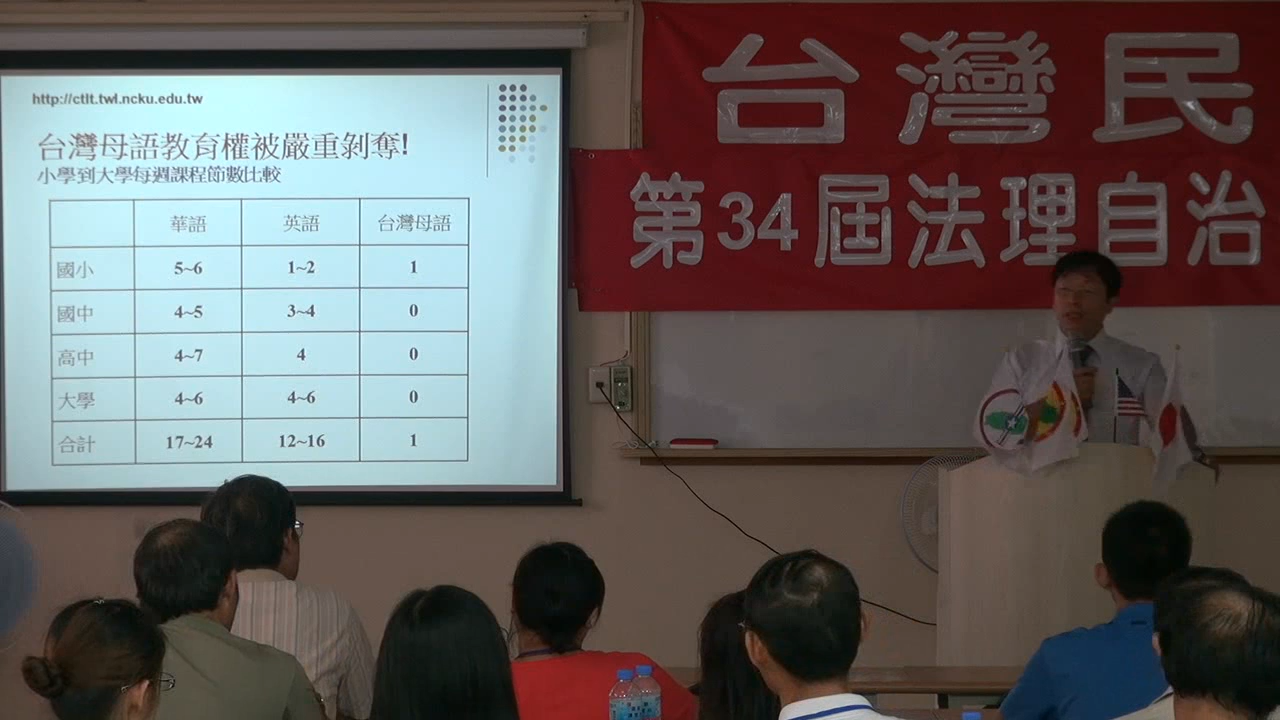 http://ctlt.twl.ncku.edu.tw
台灣母語教育權被嚴重剝奪!
小學到大學每週課程節數比較
華語 英語 台灣母語
國小 5~6 1~2 1
國中 4~5 3~4 0
高中 4~7 4 0
大學 4~6 4~6 0
合計 17~24 12~16 1
台灣民
第34屆法理自治